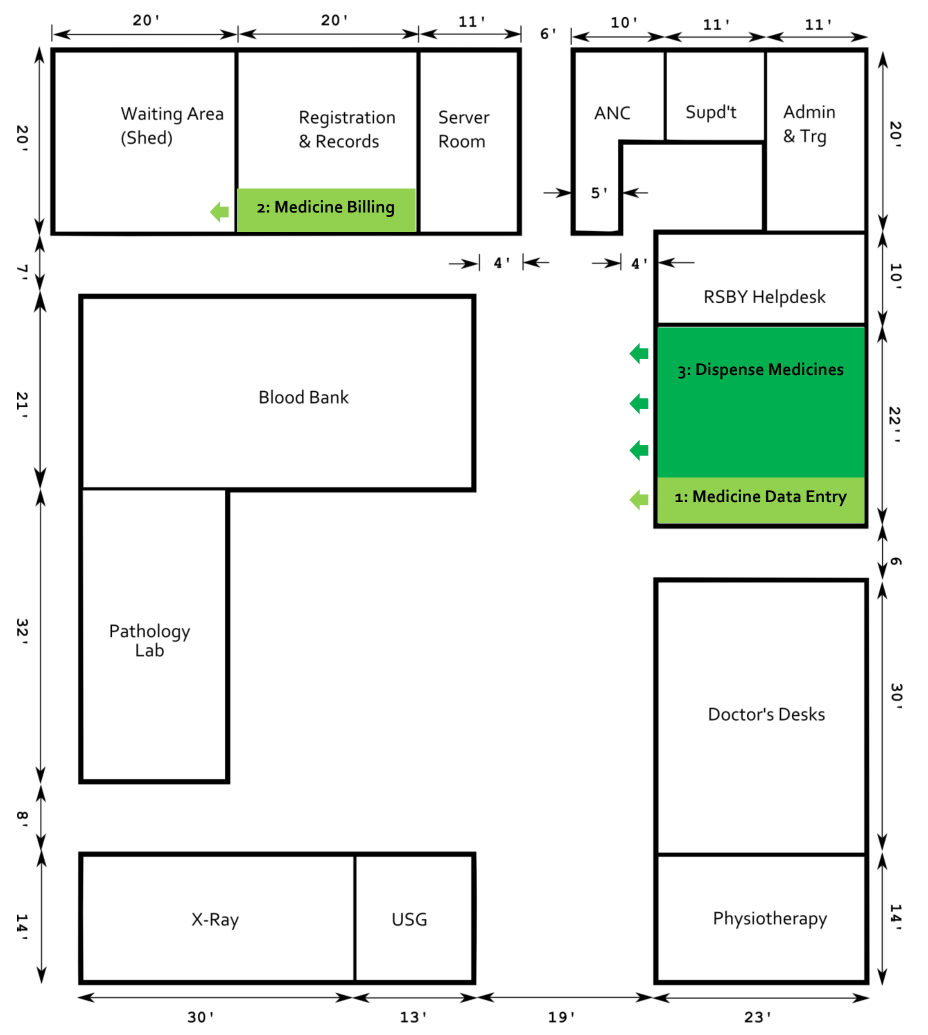 20'
20'
11'
6'
10'
11'
11'
20'
Waiting Area
(Shed)
Registration
& Records
Server
Room
ANC
Supd't
Admin
& Trg
20'
5'
2: Medicine Billing
7'
4'
4'
10'
RSBY Helpdesk
21'
Blood Bank
3: Dispense Medicines
22''
1: Medicine Data Entry
6
32'
Pathology
Lab
Doctor's Desks
30'
8'
14'
X-Ray
USG
Physiotherapy
14'
30'
13'
19'
23'